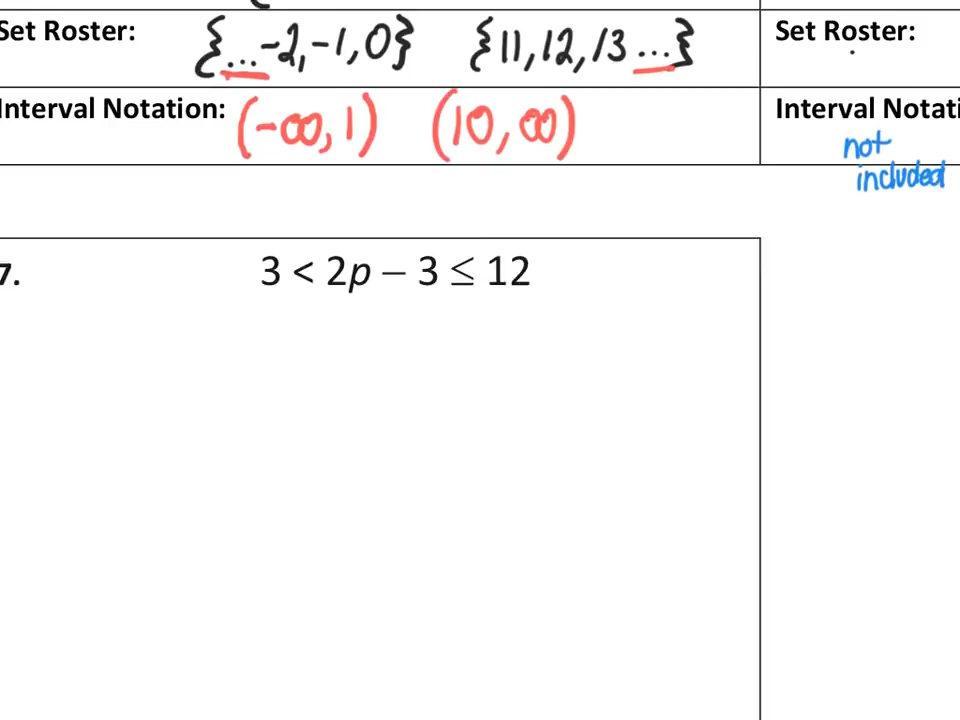 Set Roster: {...-2,-1,0} {11,12,13...} Set Roster:
Interval Notation: (-∞,1) (10,∞) Interval Notati
not
included
7. 3 < 2p − 3 ≤ 12